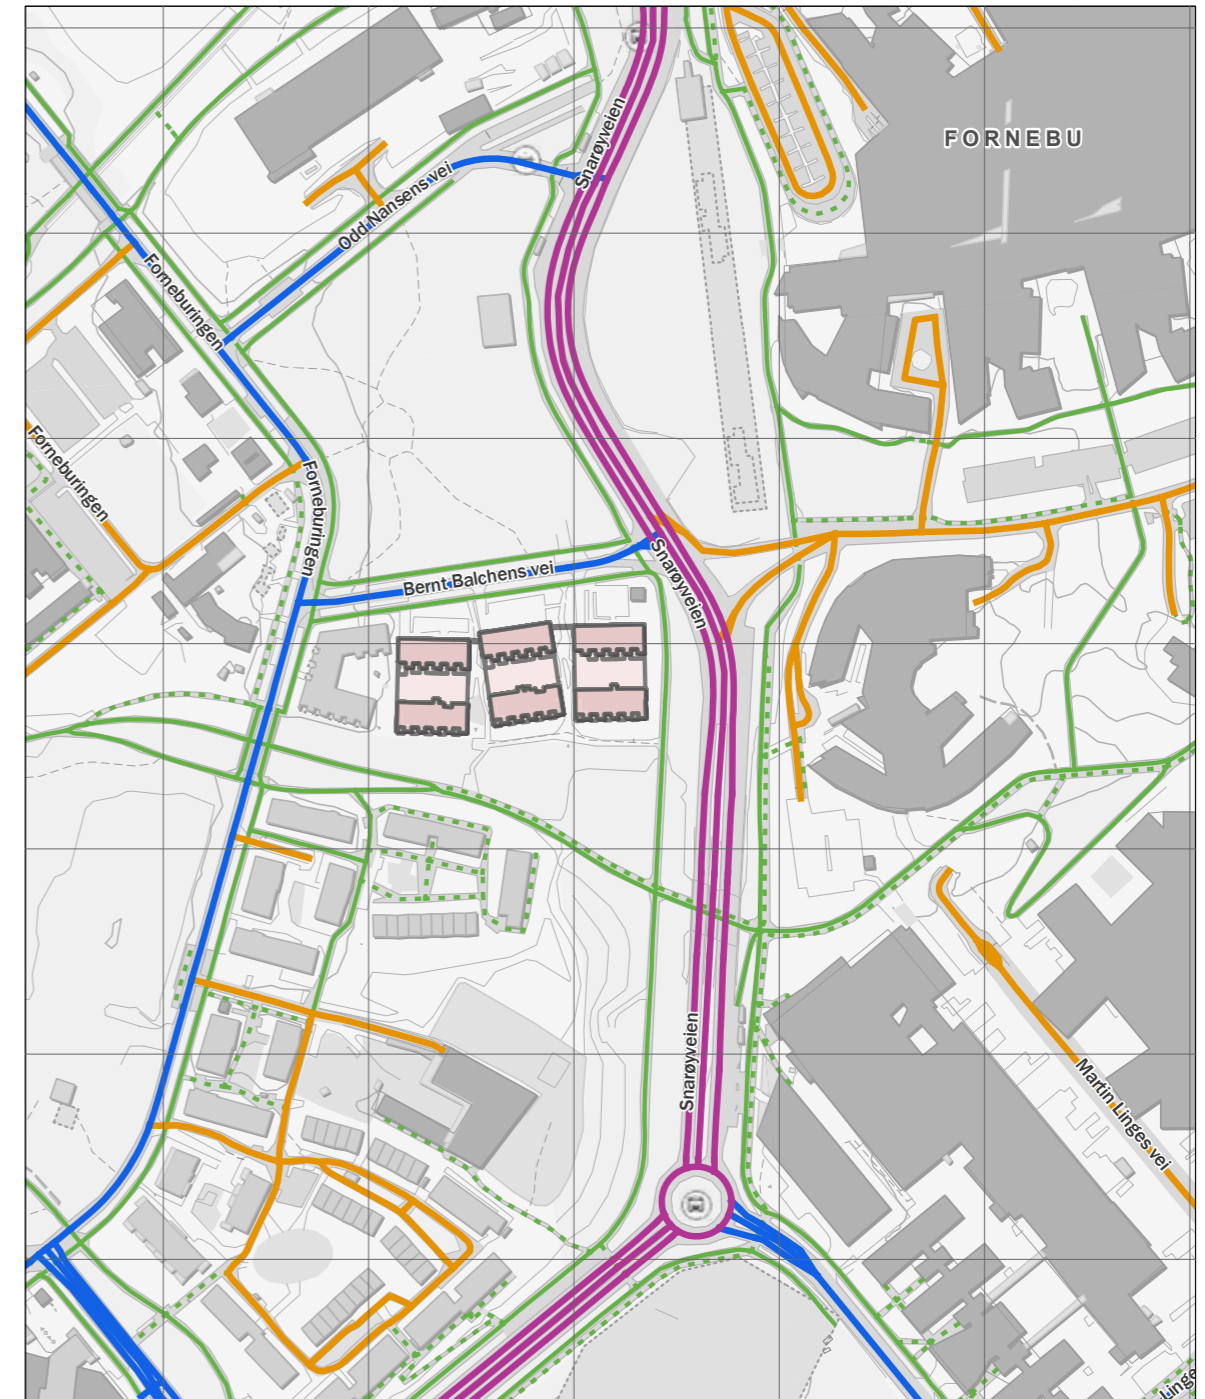 Snarøyveien
FORNEBU
Odd Nansens vei
Forneburingen
Forneburingen
Forneburingen
Snarøyveien
Bernt Balchens vei
Snarøyveien
Martin Linges vei
Linge